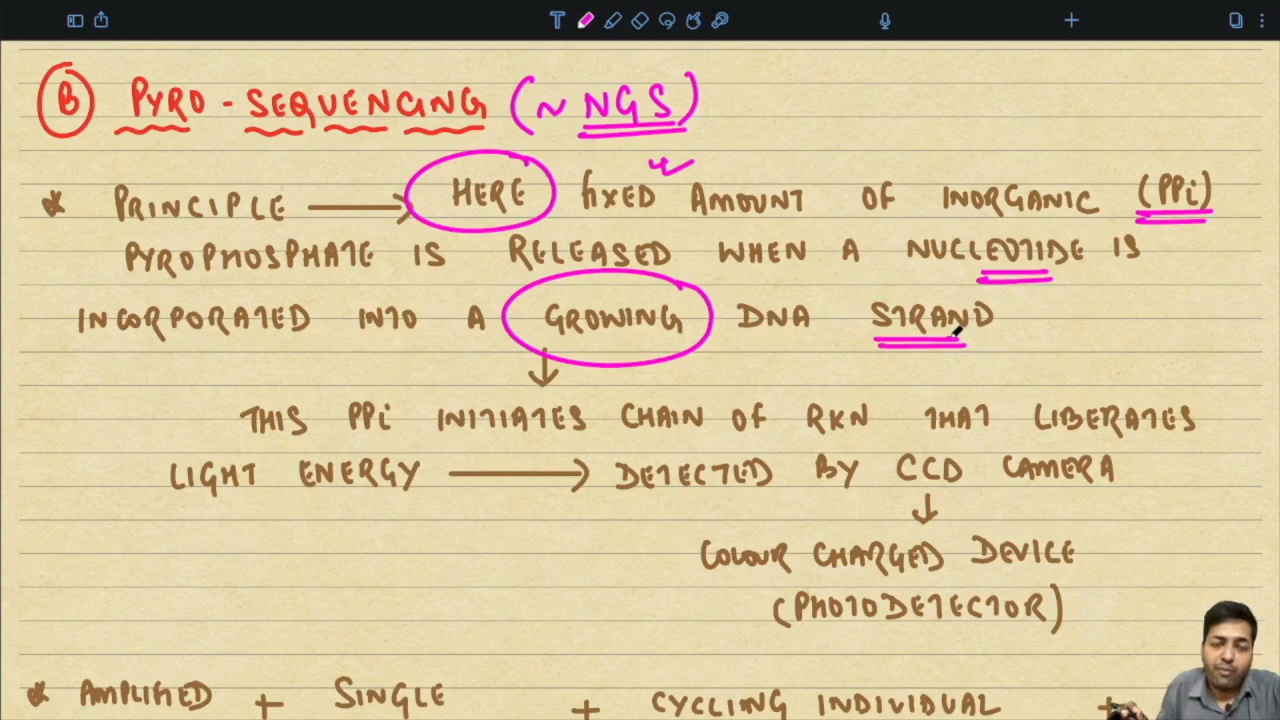 (B) PYRO - SEQUENCING (~ NGS)
* PRINCIPLE → HERE FIXED AMOUNT OF INORGANIC (PPi)
PYROPHOSPHATE IS RELEASED WHEN A NUCLEOTIDE IS
INCORPORATED INTO A GROWING DNA STRAND
↓
THIS PPi INITIATES CHAIN OF RXN THAT LIBERATES
LIGHT ENERGY → DETECTED BY CCD CAMERA
↓
COLOUR CHARGED DEVICE
(PHOTODETECTOR)
* AMPLIFIED + SINGLE + CYCLING INDIVIDUAL +